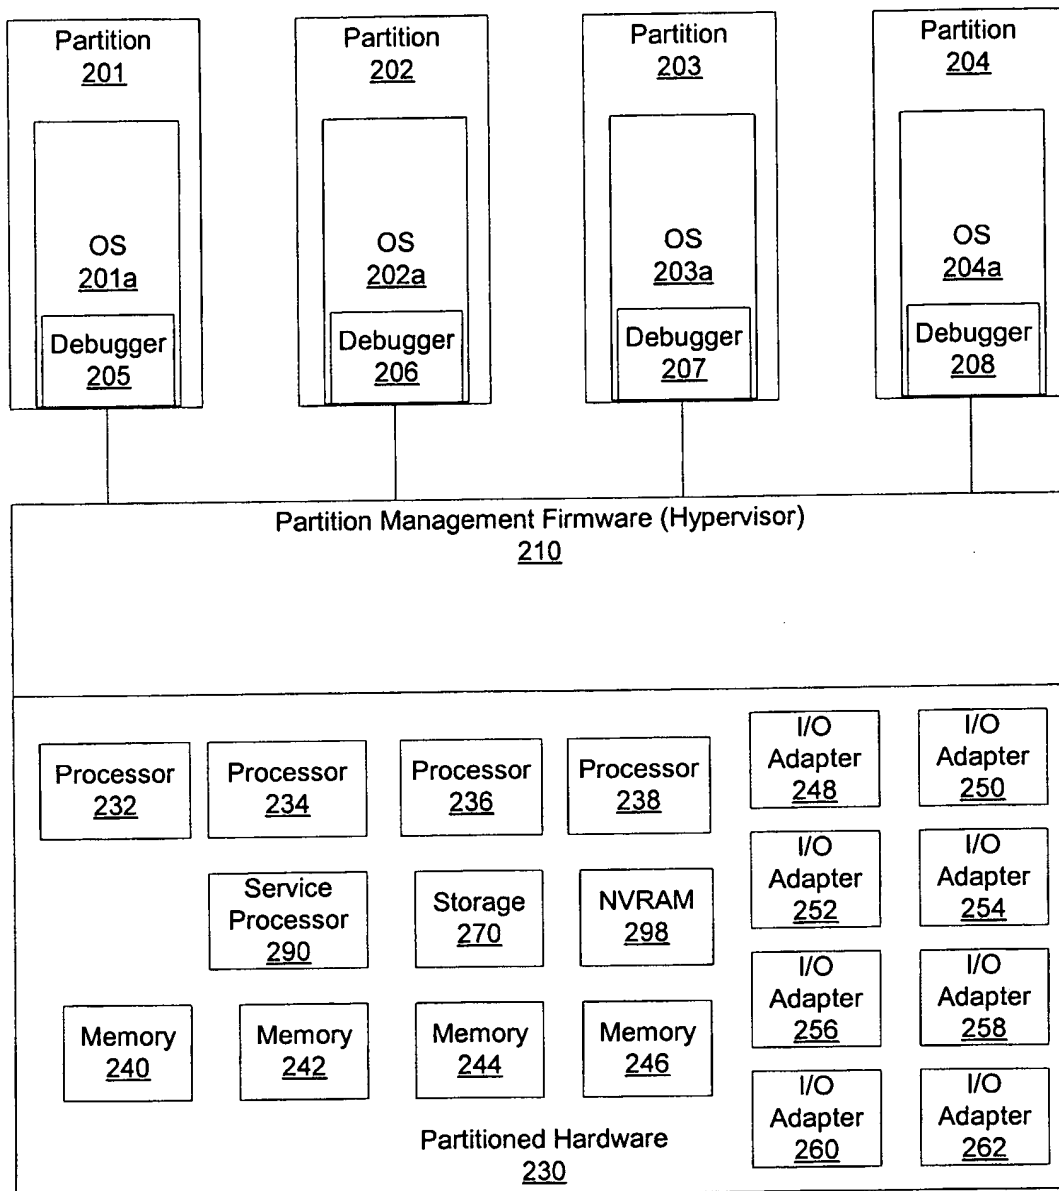 Partition
201
Partition
202
Partition
203
Partition
204
OS
201a
OS
202a
OS
203a
OS
204a
Debugger
205
Debugger
206
Debugger
207
Debugger
208
Partition Management Firmware (Hypervisor)
210
Processor
232
Processor
234
Processor
236
Processor
238
I/O
Adapter
248
I/O
Adapter
250
Service
Processor
290
Storage
270
NVRAM
298
I/O
Adapter
252
I/O
Adapter
254
Memory
240
Memory
242
Memory
244
Memory
246
I/O
Adapter
256
I/O
Adapter
258
I/O
Adapter
260
I/O
Adapter
262
Partitioned Hardware
230